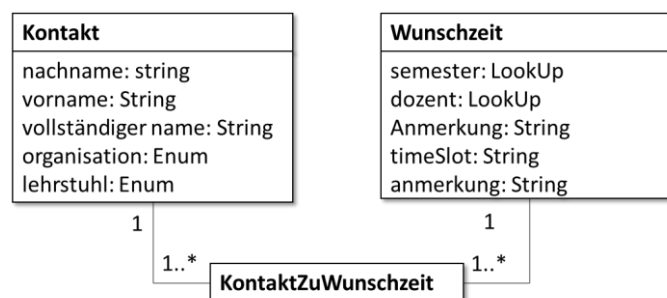 Kontakt
nachname: string
vorname: String
vollständiger name: String
organisation: Enum
lehrstuhl: Enum
Wunschzeit
semester: LookUp
dozent: LookUp
Anmerkung: String
timeSlot: String
anmerkung: String
1
1
1..*
1..*
KontaktZuWunschzeit